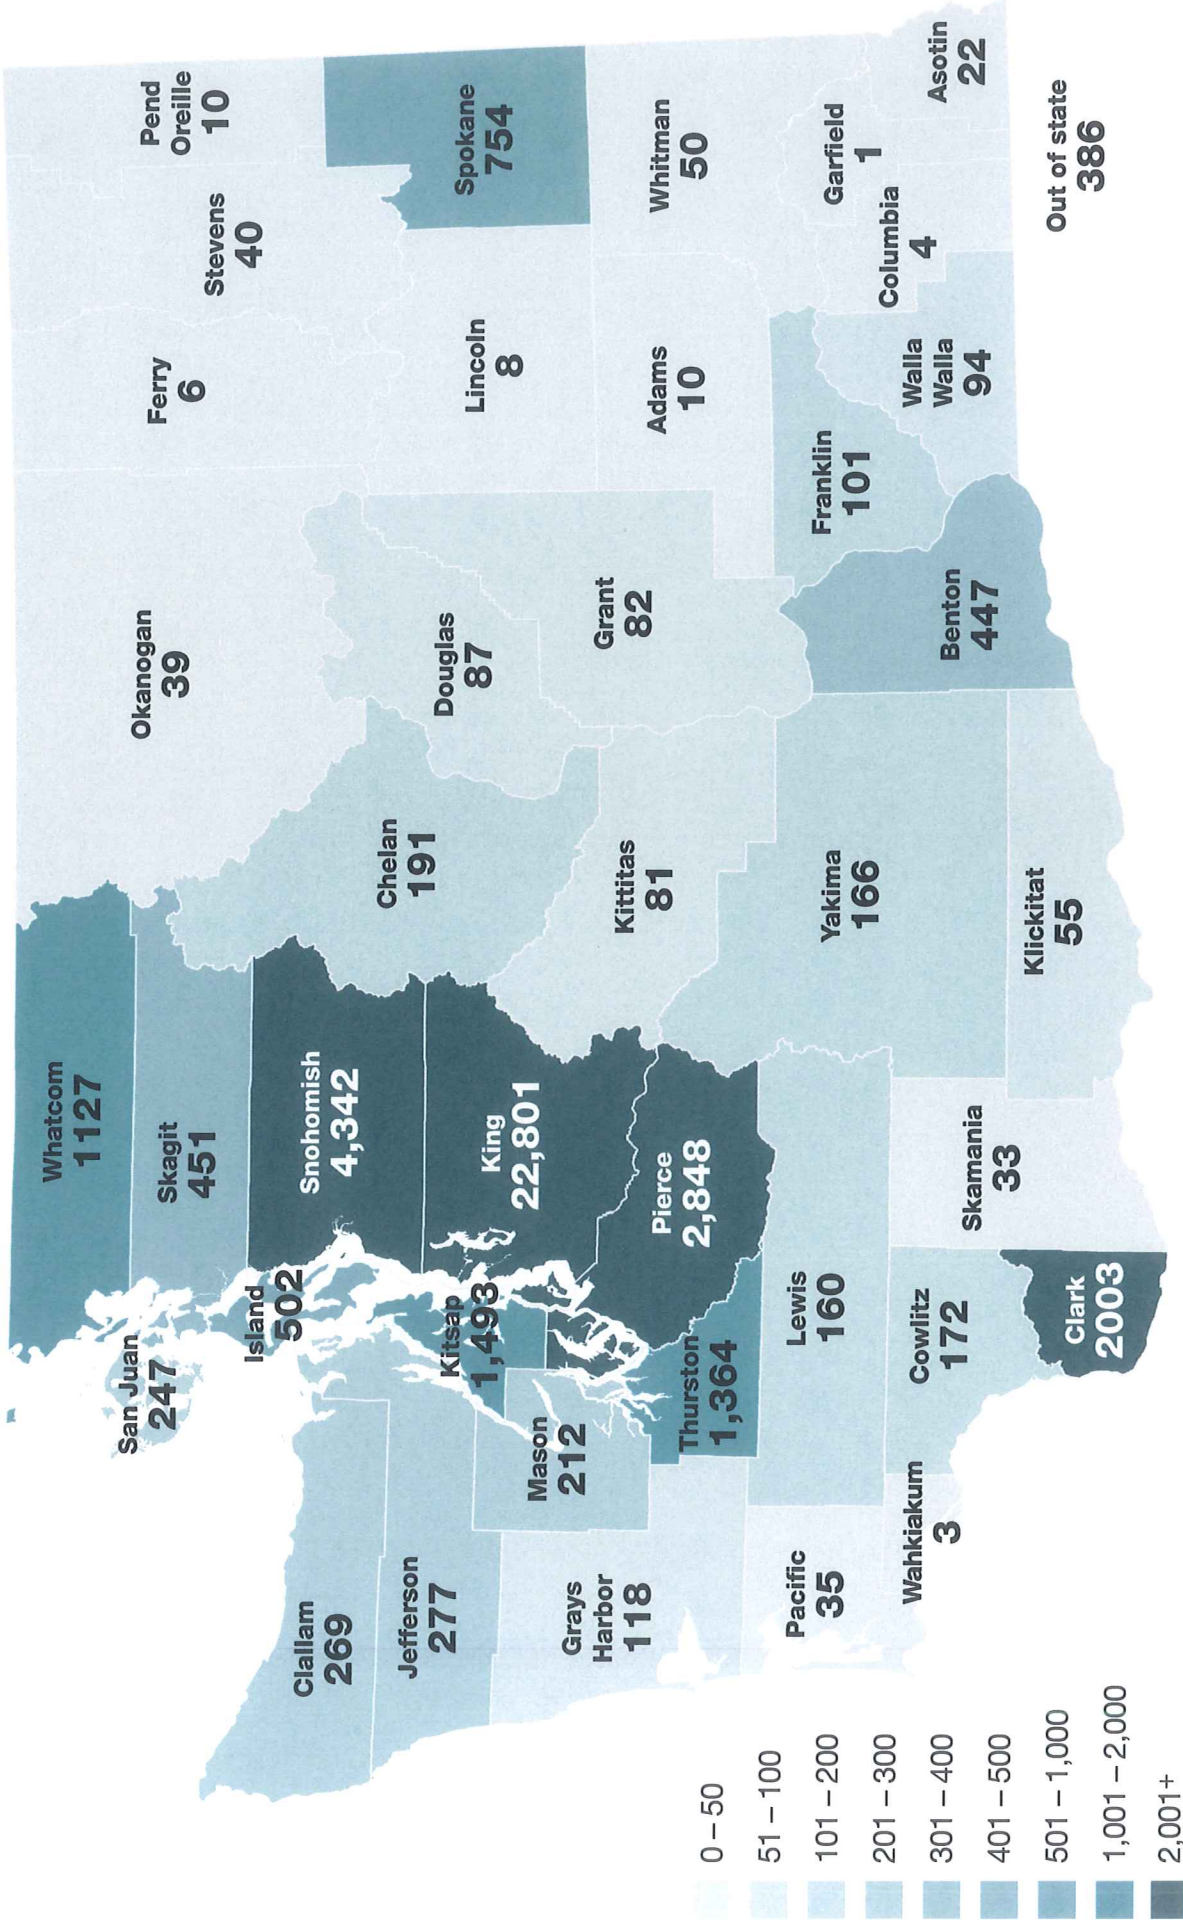 Whatcom
1127
San Juan
247
Skagit
451
Island
502
Snohomish
4,342
Clallam
269
Jefferson
277
Kitsap
1,493
King
22,801
Mason
212
Grays
Harbor
118
Pierce
2,848
Thurston
1,364
Pacific
35
Lewis
160
Wahkiakum
3
Cowlitz
172
Clark
2003
Skamania
33
Okanogan
39
Chelan
191
Douglas
87
Kittitas
81
Grant
82
Yakima
166
Klickitat
55
Benton
447
Ferry
6
Stevens
40
Pend
Oreille
10
Lincoln
8
Spokane
754
Adams
10
Whitman
50
Franklin
101
Walla
Walla
94
Columbia
4
Garfield
1
Asotin
22
Out of state
386
0 – 50
51 – 100
101 – 200
201 – 300
301 – 400
401 – 500
501 – 1,000
1,001 – 2,000
2,001+